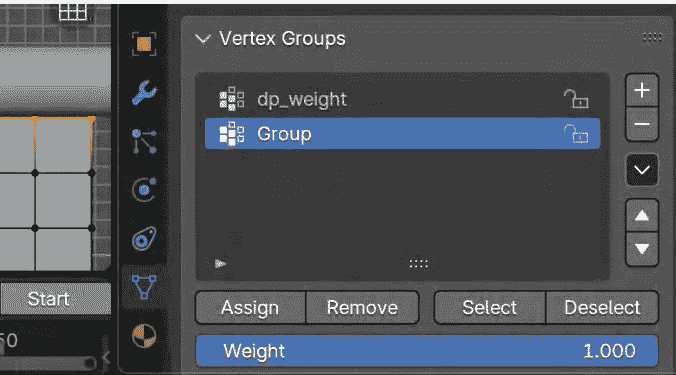 Vertex Groups
dp_weight
Group
Start
Assign Remove Select Deselect
Weight 1.000